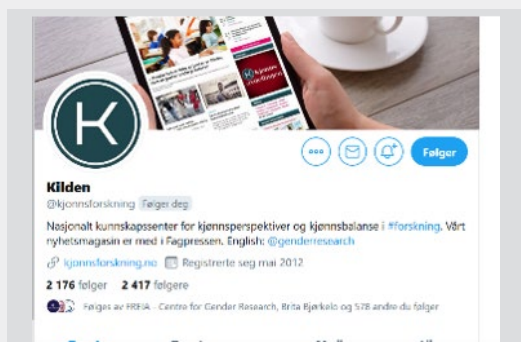 K
Kjønns
forskningen
Følger
Kilden
@kjonnsforskning Følger deg
Nasjonalt kunnskapssenter for kjønnsperspektiver og kjønnsbalanse i #forskning. Vårt
nyhetsmagasin er med i Fagpressen. English: @genderresearch
kjonnsforskning.no Registrerte seg mai 2012
2 176 følger 2 417 følgere
Følges av FREIA - Centre for Gender Research, Brita Bjørkelo og 578 andre du følger